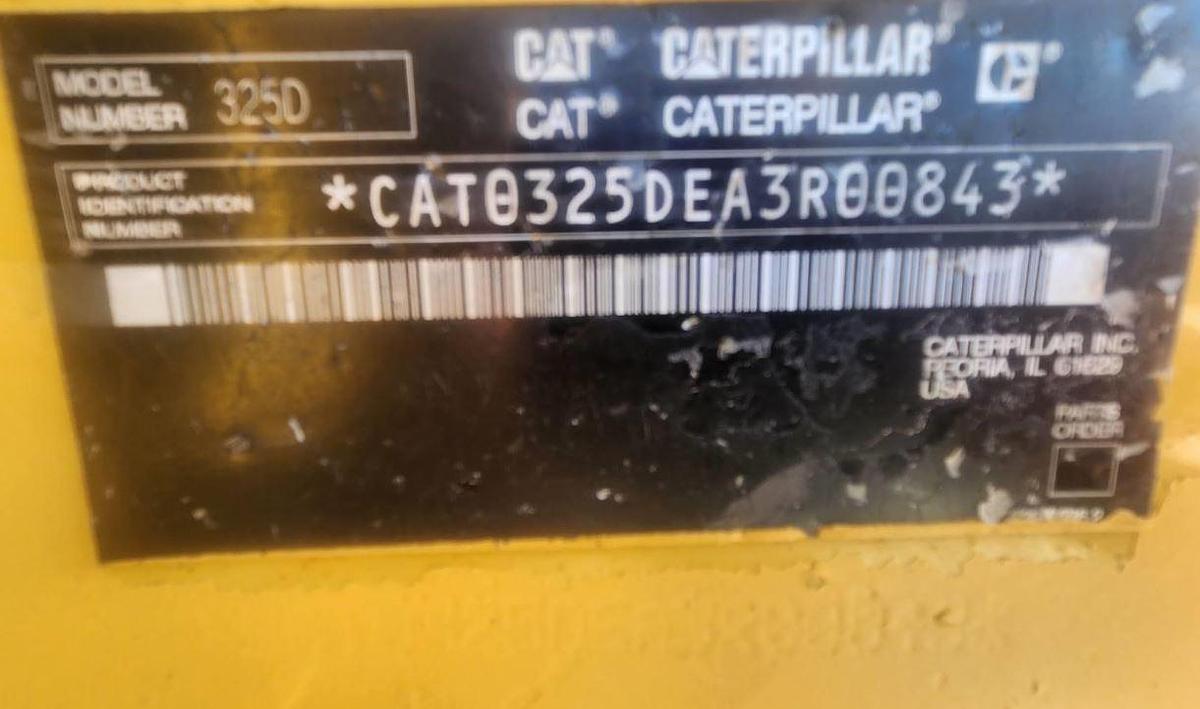 MODEL NUMBER 325D
CAT® CATERPILLAR®
CAT® CATERPILLAR®
PRODUCT IDENTIFICATION NUMBER *CAT0325DEA3R00843*
CATERPILLAR INC.
PEORIA, IL 61629
USA
PARTS
ORDER